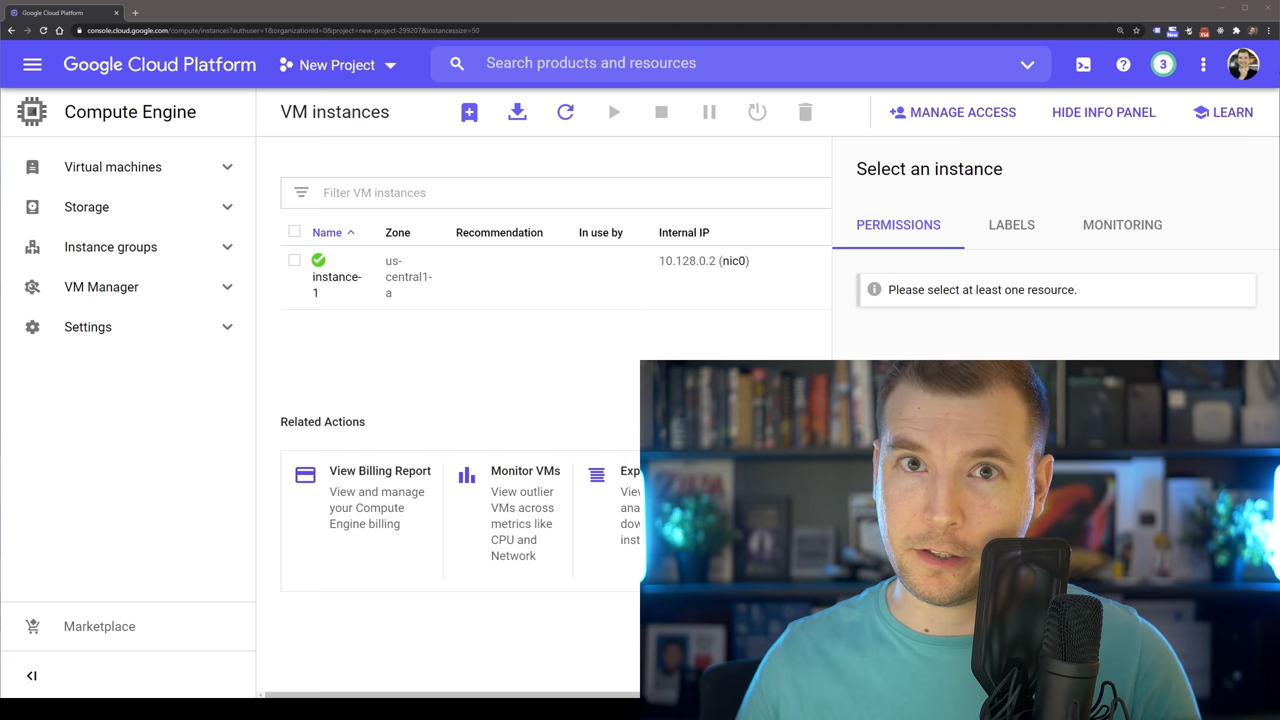 Google Cloud Platform
console.cloud.google.com/compute/instances?authuser=1&organizationId=0&project=new-project-299207&instancessize=50
Google Cloud Platform
New Project
Search products and resources
3
Compute Engine
VM instances
MANAGE ACCESS
HIDE INFO PANEL
LEARN
Virtual machines
Storage
Instance groups
VM Manager
Settings
Marketplace
Filter VM instances
Name
Zone
Recommendation
In use by
Internal IP
instance-
1
us-
central1-
a
10.128.0.2 (nic0)
Select an instance
PERMISSIONS
LABELS
MONITORING
Please select at least one resource.
Related Actions
View Billing Report
View and manage
your Compute
Engine billing
Monitor VMs
View outlier
VMs across
metrics like
CPU and
Network
Exp
Viev
ana
dow
inst